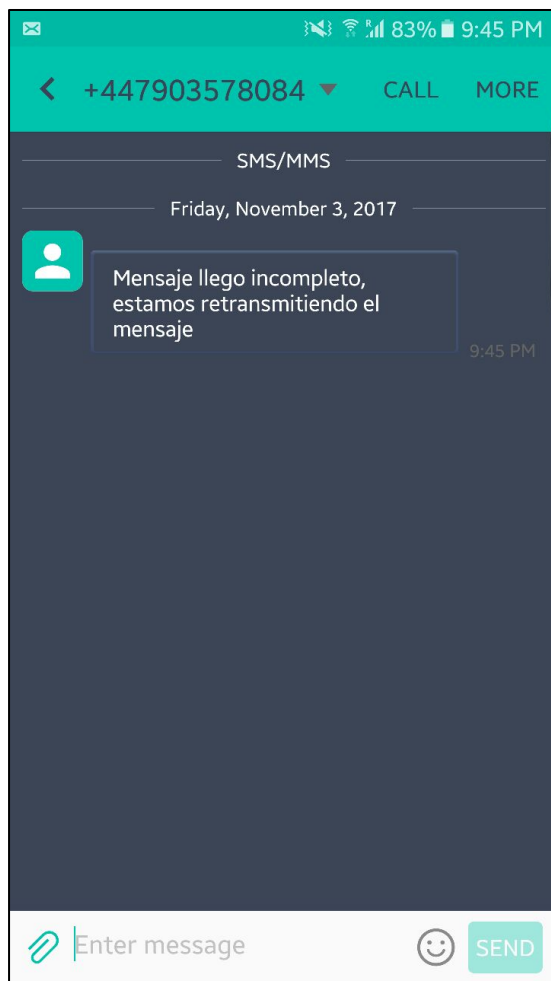 83% 9:45 PM
+447903578084 CALL MORE
SMS/MMS
Friday, November 3, 2017
Mensaje llego incompleto,
estamos retransmitiendo el
mensaje
9:45 PM
Enter message SEND